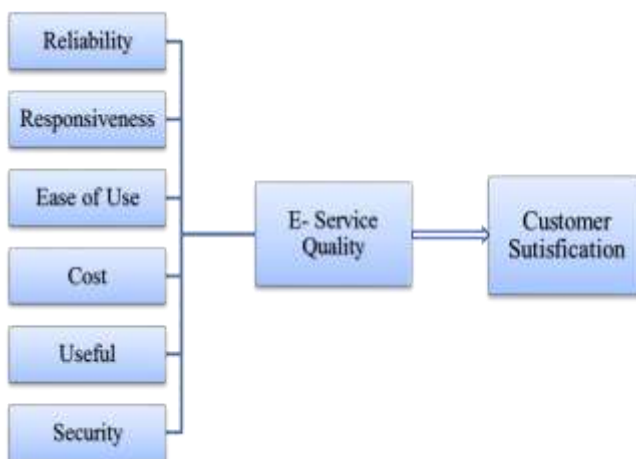 Reliability
Responsiveness
Ease of Use
Cost
Useful
Security
E- Service
Quality
Customer
Sutisfication